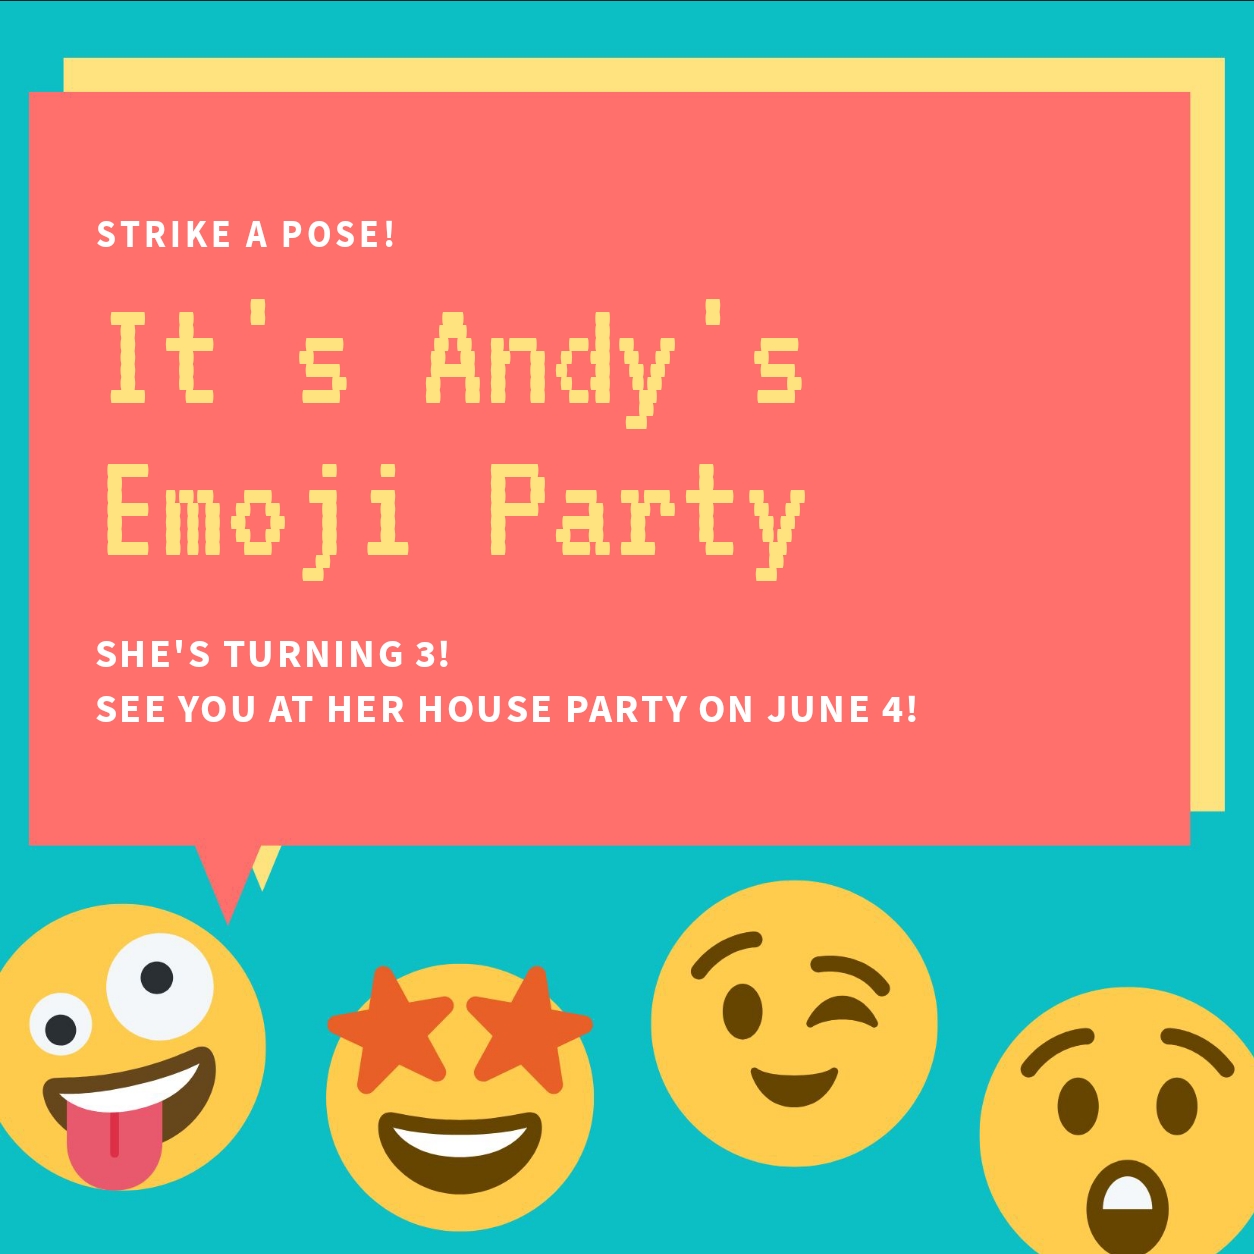 STRIKE A POSE!
It's Andy's
Emoji Party
SHE'S TURNING 3!
SEE YOU AT HER HOUSE PARTY ON JUNE 4!